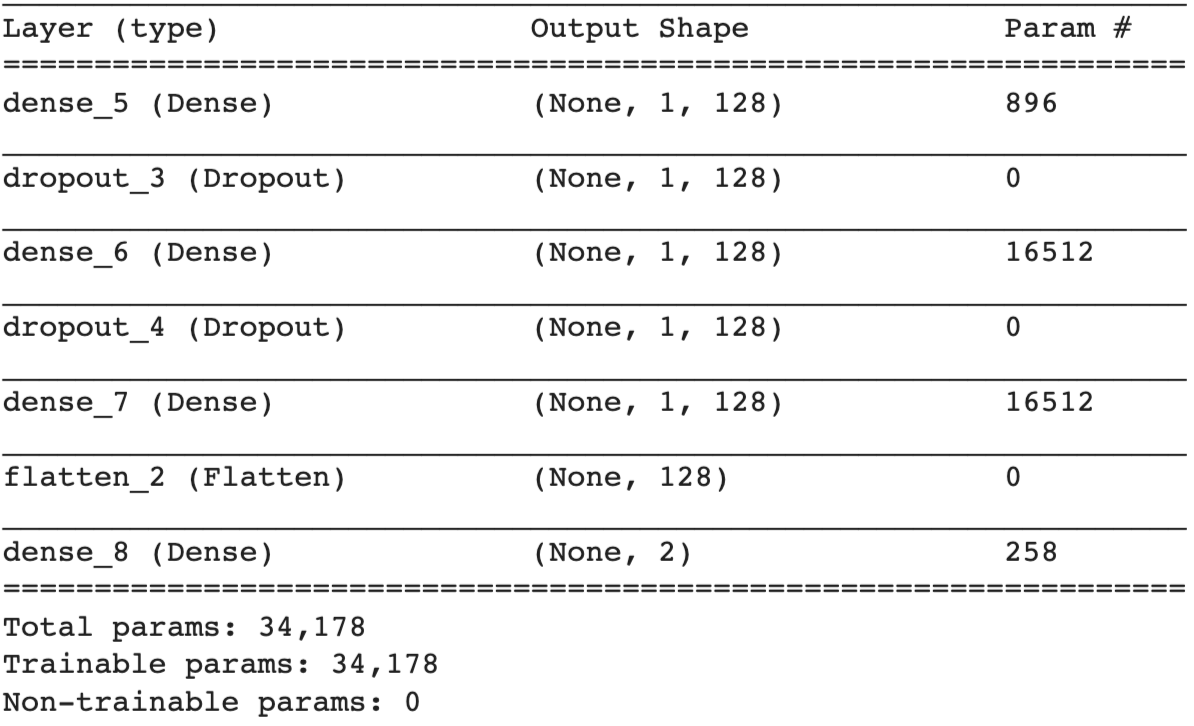 Layer (type) Output Shape Param #
dense_5 (Dense) (None, 1, 128) 896
dropout_3 (Dropout) (None, 1, 128) 0
dense_6 (Dense) (None, 1, 128) 16512
dropout_4 (Dropout) (None, 1, 128) 0
dense_7 (Dense) (None, 1, 128) 16512
flatten_2 (Flatten) (None, 128) 0
dense_8 (Dense) (None, 2) 258
Total params: 34,178
Trainable params: 34,178
Non-trainable params: 0